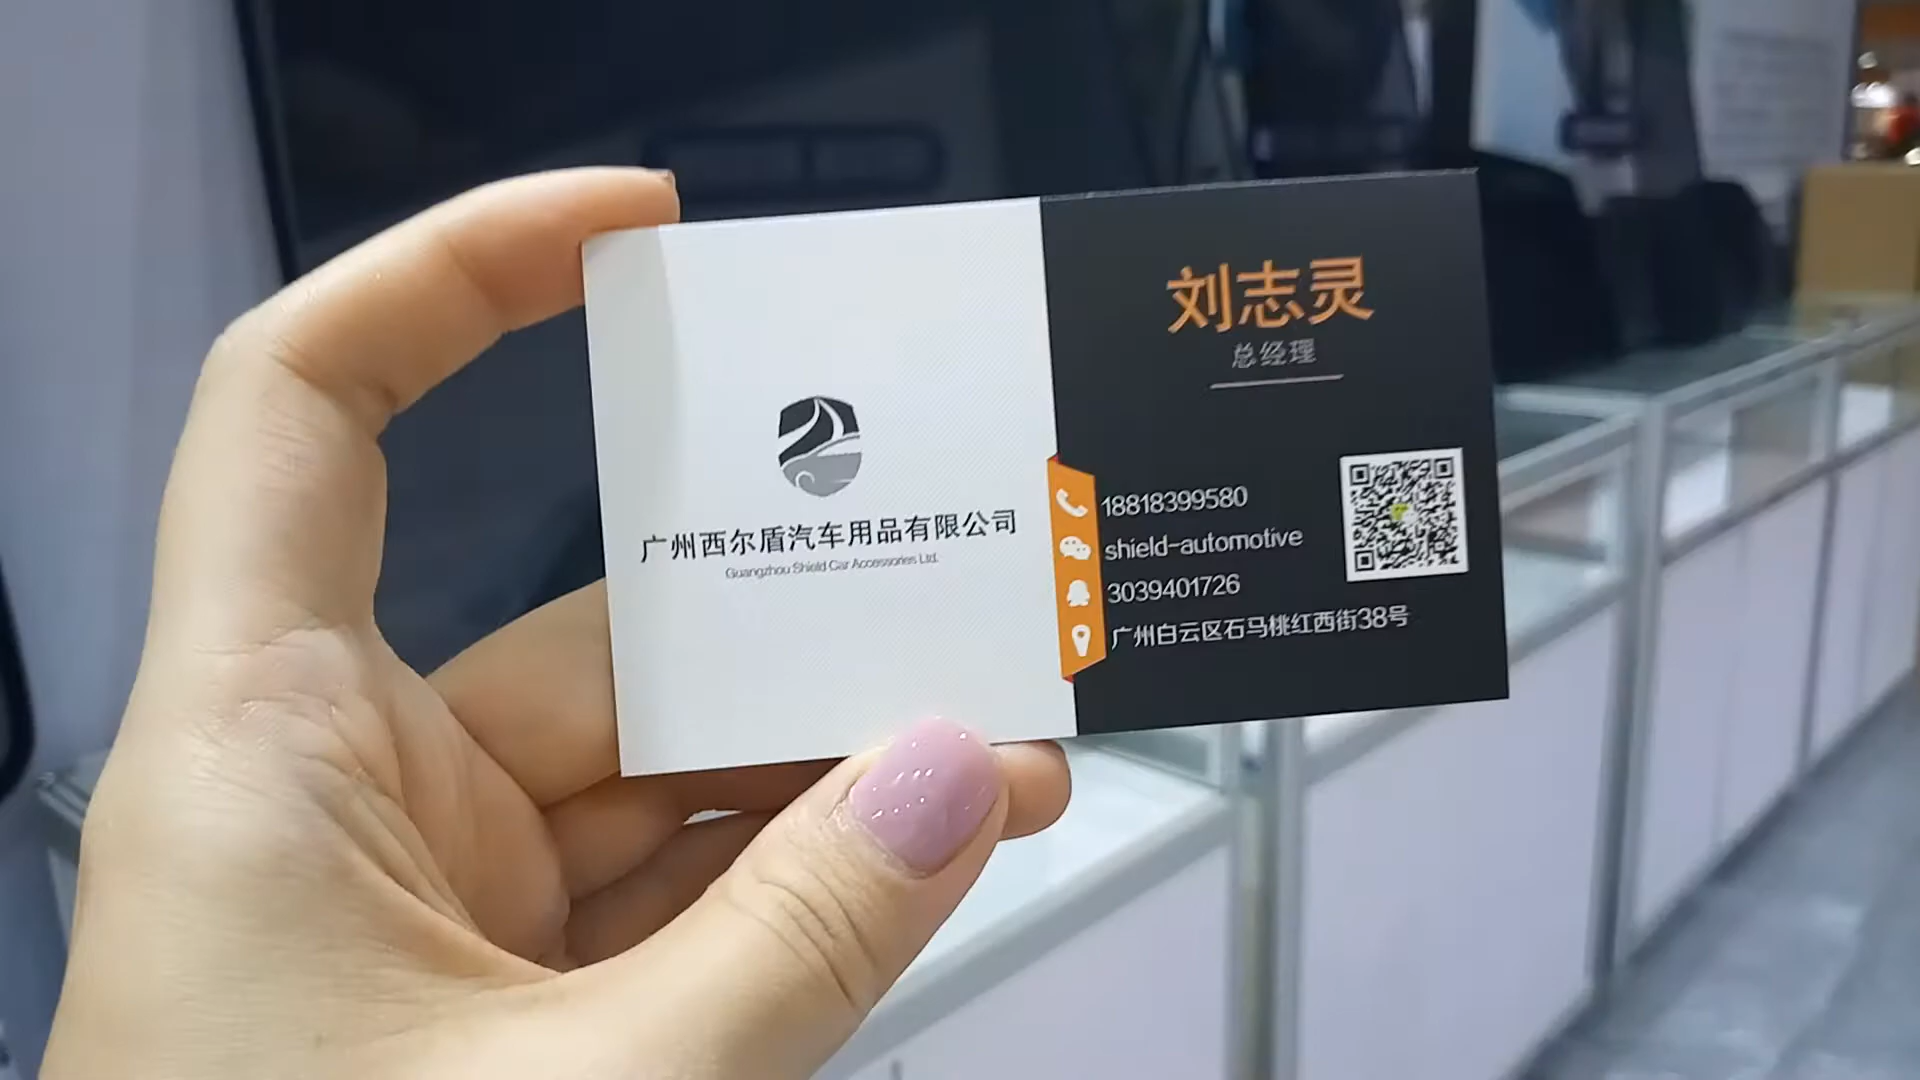 广州西尔盾汽车用品有限公司
Guangzhou Shield Car Accessories Ltd.
刘志灵
总经理
18818399580
shield-automotive
3039401726
广州白云区石马桃红西街38号